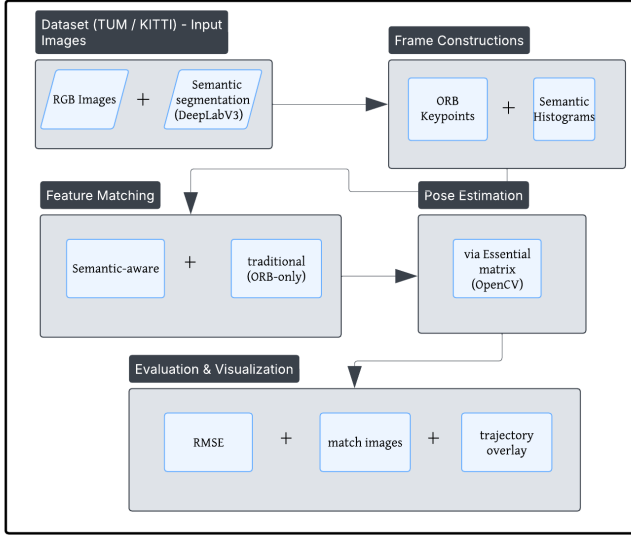 Dataset (TUM / KITTI) - Input
Images
RGB Images
+
Semantic
segmentation
(DeepLabV3)
Frame Constructions
ORB
Keypoints
+
Semantic
Histograms
Feature Matching
Semantic-aware
+
traditional
(ORB-only)
Pose Estimation
via Essential
matrix
(OpenCV)
Evaluation & Visualization
RMSE
+
match images
+
trajectory
overlay